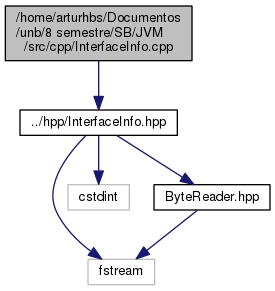 /home/arturhbs/Documentos
/unb/8 semestre/SB/JVM
/src/cpp/InterfaceInfo.cpp
../hpp/InterfaceInfo.hpp
cstdint
ByteReader.hpp
fstream